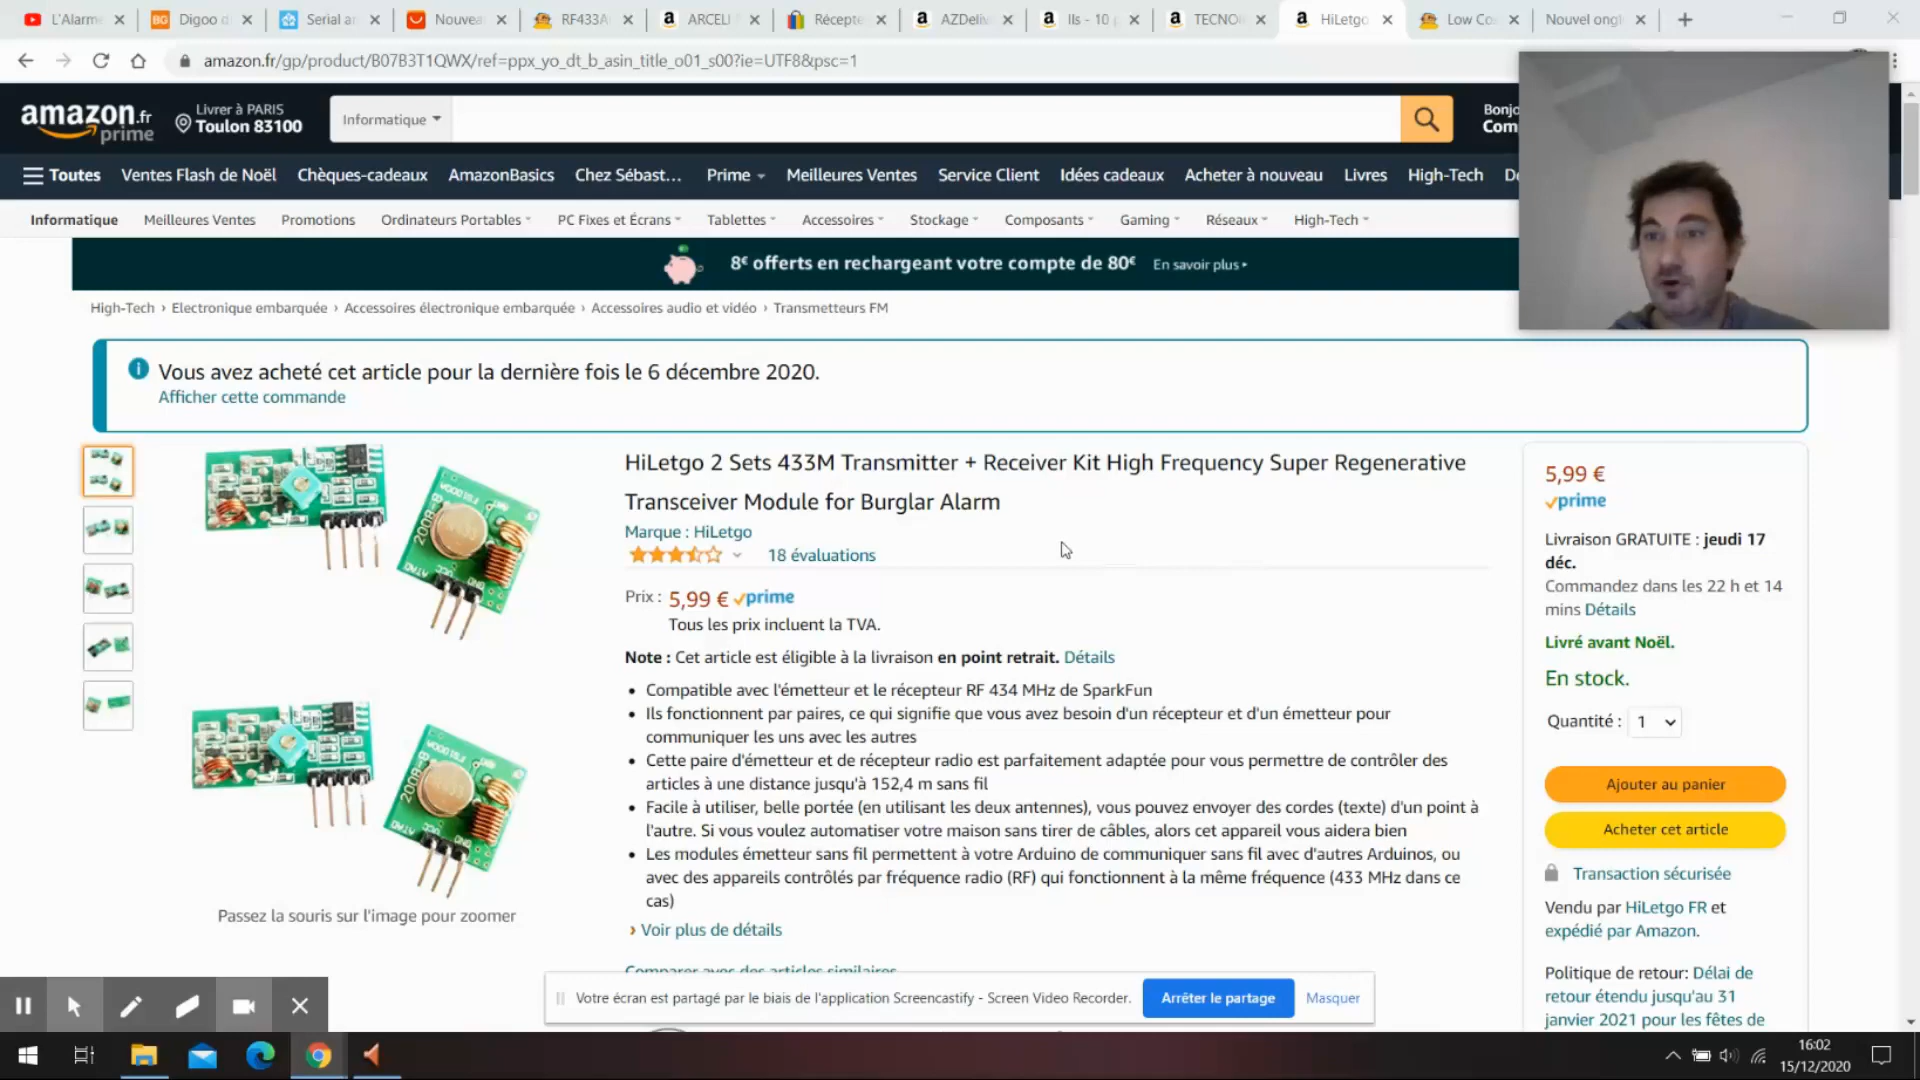 L'Alarme
Digoo d
Serial ar
Nouvea
RF433A
ARCELI
Récepte
AZDeliv
Ils - 10 p
TECNO
HiLetgo
Low Co
Nouvel ong
amazon.fr/gp/product/B07B3T1QWX/ref=ppx_yo_dt_b_asin_title_o01_s00?ie=UTF8&psc=1
amazon.fr
prime
Livrer à PARIS
Toulon 83100
Informatique
Bonjo
Com
Toutes
Ventes Flash de Noël
Chèques-cadeaux
AmazonBasics
Chez Sébast...
Prime
Meilleures Ventes
Service Client
Idées cadeaux
Acheter à nouveau
Livres
High-Tech
De
Informatique
Meilleures Ventes
Promotions
Ordinateurs Portables
PC Fixes et Écrans
Tablettes
Accessoires
Stockage
Composants
Gaming
Réseaux
High-Tech
8€ offerts en rechargeant votre compte de 80€ En savoir plus
High-Tech › Electronique embarquée › Accessoires électronique embarquée › Accessoires audio et vidéo › Transmetteurs FM
Vous avez acheté cet article pour la dernière fois le 6 décembre 2020.
Afficher cette commande
HiLetgo 2 Sets 433M Transmitter + Receiver Kit High Frequency Super Regenerative
Transceiver Module for Burglar Alarm
Marque : HiLetgo
18 évaluations
Prix : 5,99 € prime
Tous les prix incluent la TVA.
Note : Cet article est éligible à la livraison en point retrait. Détails
• Compatible avec l'émetteur et le récepteur RF 434 MHz de SparkFun
• Ils fonctionnent par paires, ce qui signifie que vous avez besoin d'un récepteur et d'un émetteur pour
communiquer les uns avec les autres
• Cette paire d'émetteur et de récepteur radio est parfaitement adaptée pour vous permettre de contrôler des
articles à une distance jusqu'à 152,4 m sans fil
• Facile à utiliser, belle portée (en utilisant les deux antennes), vous pouvez envoyer des cordes (texte) d'un point à
l'autre. Si vous voulez automatiser votre maison sans tirer de câbles, alors cet appareil vous aidera bien
• Les modules émetteur sans fil permettent à votre Arduino de communiquer sans fil avec d'autres Arduinos, ou
avec des appareils contrôlés par fréquence radio (RF) qui fonctionnent à la même fréquence (433 MHz dans ce
cas)
› Voir plus de détails
Comparer avec des articles similaires
Passez la souris sur l'image pour zoomer
5,99 €
prime
Livraison GRATUITE : jeudi 17
déc.
Commandez dans les 22 h et 14
mins Détails
Livré avant Noël.
En stock.
Quantité : 1
Ajouter au panier
Acheter cet article
Transaction sécurisée
Vendu par HiLetgo FR et
expédié par Amazon.
Politique de retour: Délai de
retour étendu jusqu'au 31
janvier 2021 pour les fêtes de
Votre écran est partagé par le biais de l'application Screencastify - Screen Video Recorder.
Arrêter le partage
Masquer
16:02
15/12/2020